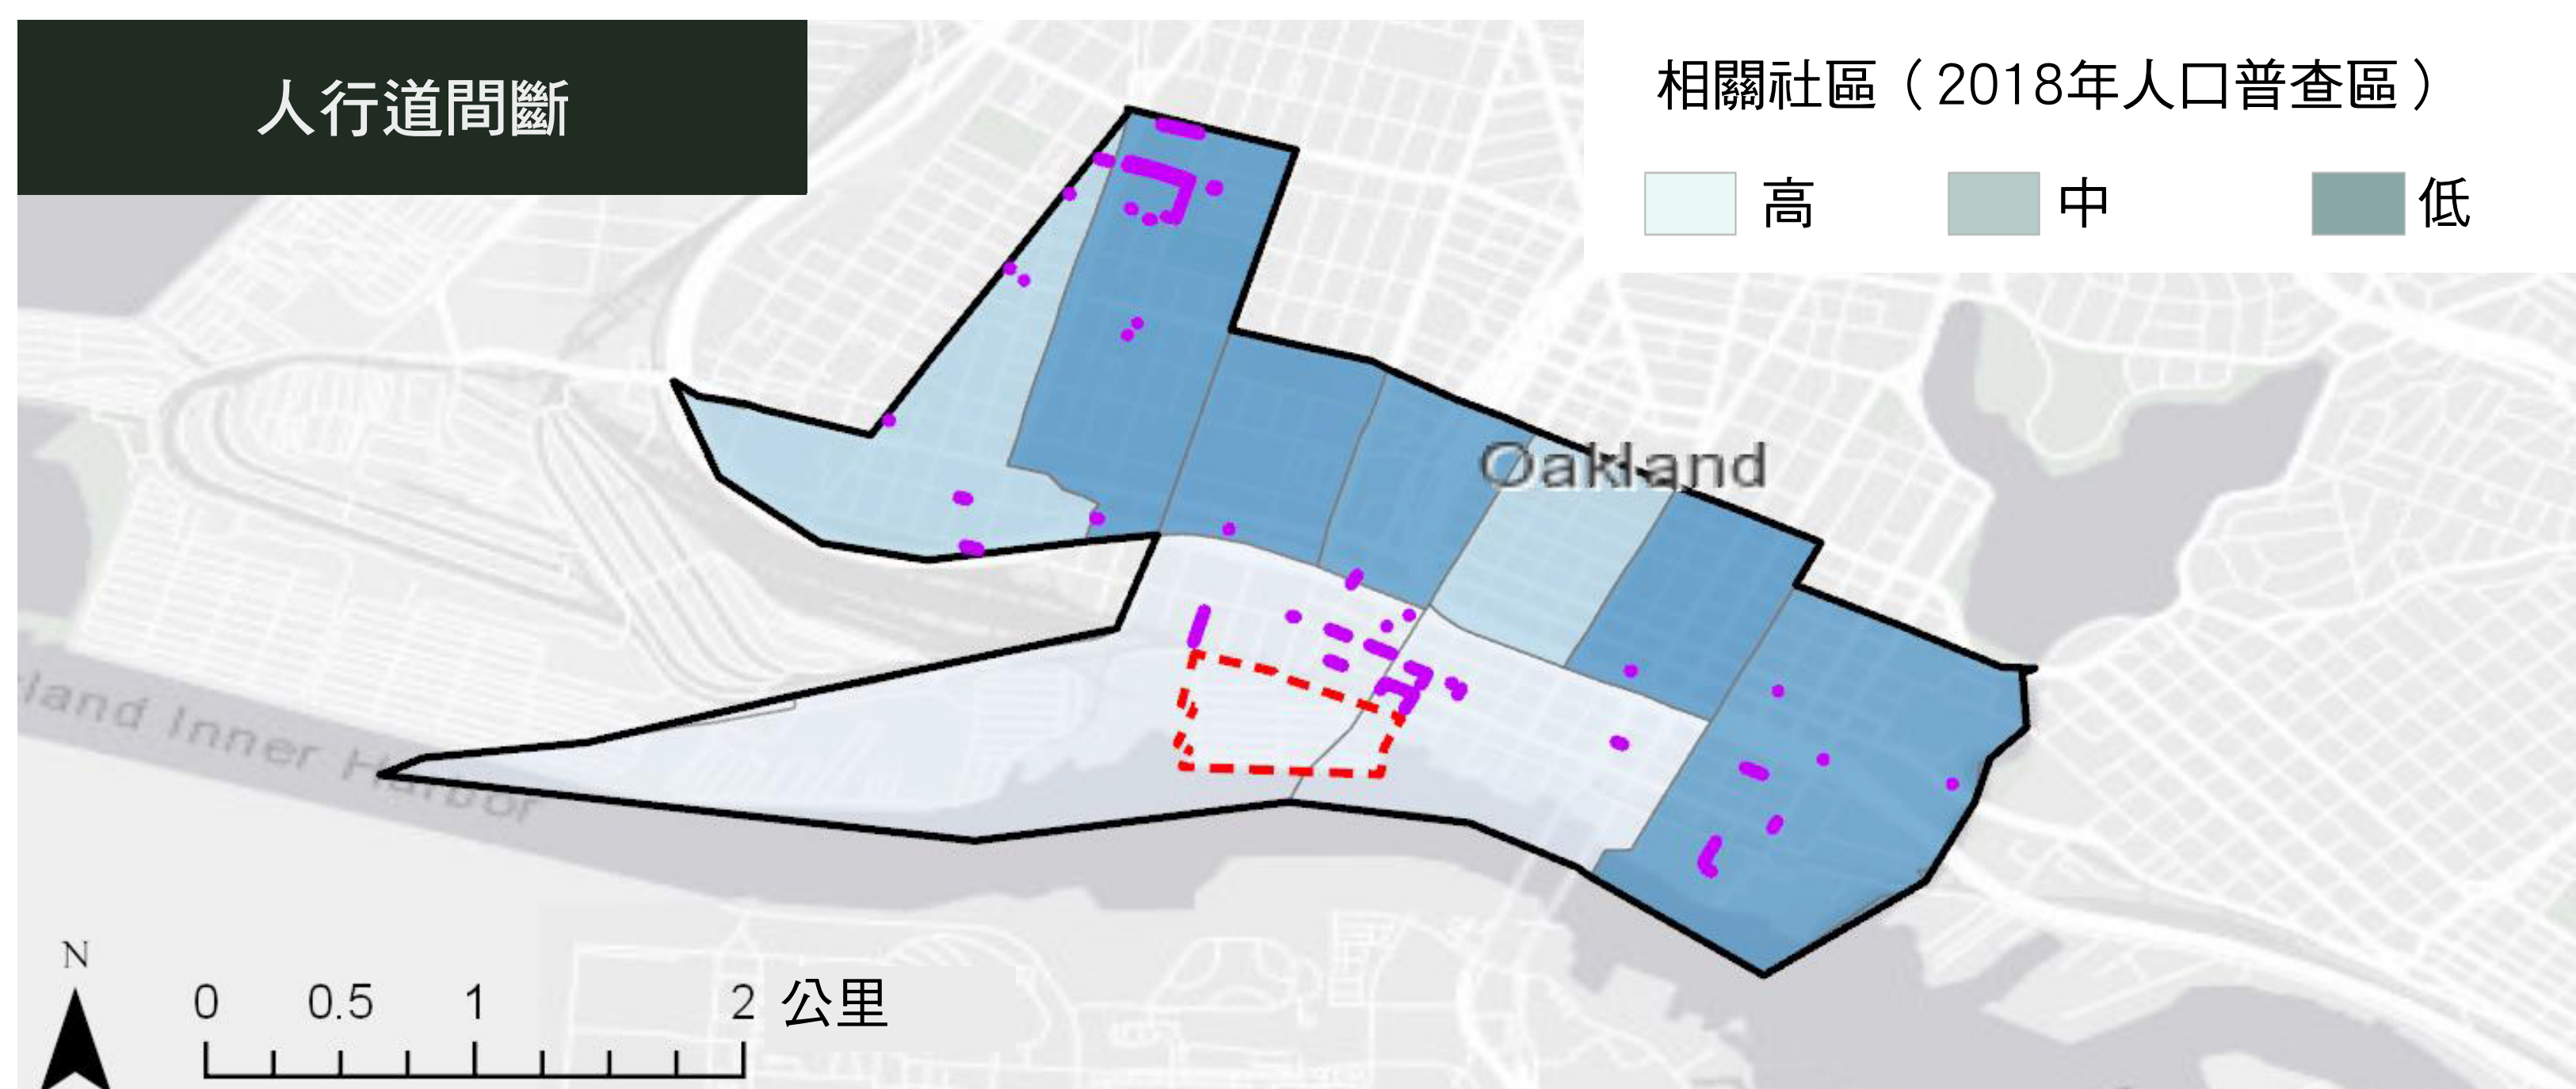 人行道間斷
相關社區（2018年人口普查區）
高 中 低
Oakland
land Inner Harbor
N
0 0.5 1 2 公里